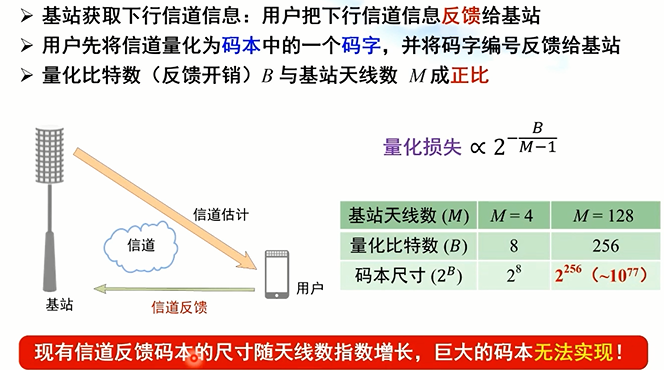 ➢ 基站获取下行信道信息：用户把下行信道信息反馈给基站
➢ 用户先将信道量化为码本中的一个码字，并将码字编号反馈给基站
➢ 量化比特数（反馈开销）B 与基站天线数 M 成正比
量化损失 ∝ 2^{-\frac{B}{M-1}}
信道估计
信道
信道反馈
基站
用户
基站天线数 (M) M = 4 M = 128
量化比特数 (B) 8 256
码本尺寸 (2^B) 2^8 2^256（~10^77）
现有信道反馈码本的尺寸随天线数指数增长，巨大的码本无法实现！